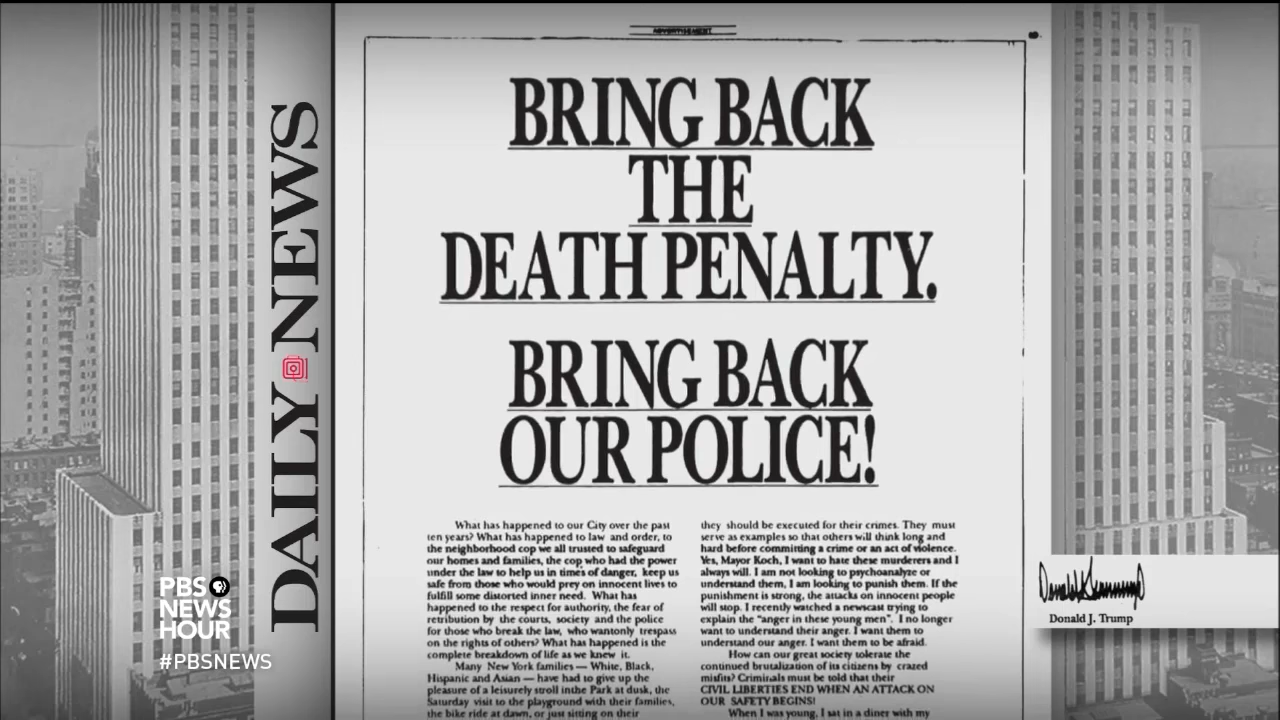 ADVERTISEMENT
DAILY NEWS
BRING BACK
THE
DEATH PENALTY.
BRING BACK
OUR POLICE!
What has happened to our City over the past
ten years? What has happened to law and order, to
the neighborhood cop we all trusted to safeguard
our homes and families, the cop who had the power
under the law to help us in times of danger, keep us
safe from those who would prey on innocent lives to
fulfill some distorted inner need. What has
happened to the respect for authority, the fear of
retribution by the courts, society and the police
for those who break the law, who wantonly trespass
on the rights of others? What has happened is the
complete breakdown of life as we knew it.
Many New York families — White, Black,
Hispanic and Asian — have had to give up the
pleasure of a leisurely stroll in the Park at dusk, the
Saturday visit to the playground with their families,
the bike ride at dawn, or just sitting on their
they should be executed for their crimes. They must
serve as examples so that others will think long and
hard before committing a crime or an act of violence.
Yes, Mayor Koch, I want to hate these murderers and I
always will. I am not looking to psychoanalyze or
understand them, I am looking to punish them. If the
punishment is strong, the attacks on innocent people
will stop. I recently watched a newscast trying to
explain the "anger in these young men". I no longer
want to understand their anger. I want them to
understand our anger. I want them to be afraid.
How can our great society tolerate the
continued brutalization of its citizens by crazed
misfits? Criminals must be told that their
CIVIL LIBERTIES END WHEN AN ATTACK ON
OUR SAFETY BEGINS!
When I was young, I sat in a diner with my
Donald J. Trump
PBS
NEWS
HOUR
#PBSNEWS